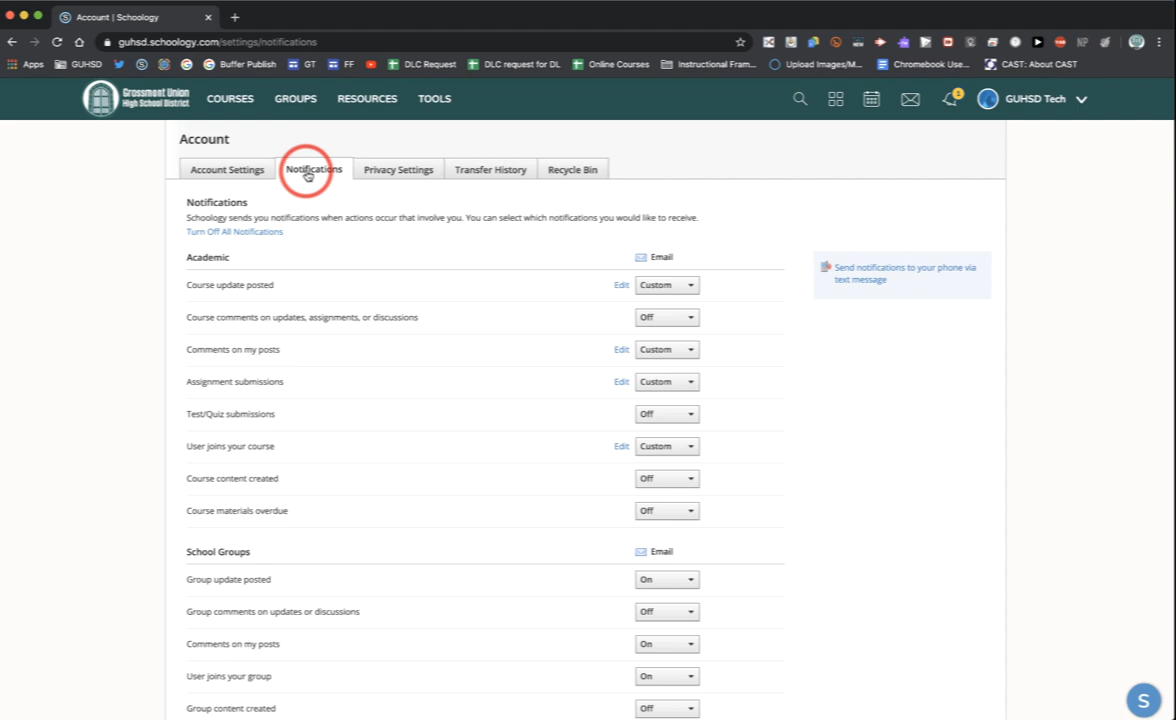 Account | Schoology
guhsd.schoology.com/settings/notifications
NP
Apps GUHSD Buffer Publish GT FF DLC Request DLC request for DL Online Courses Instructional Fram... Upload Images/M... Chromebook Use... CAST: About CAST
Grossmont Union
High School District
COURSES GROUPS RESOURCES TOOLS 1 GUHSD Tech
Account
Account Settings Notifications Privacy Settings Transfer History Recycle Bin
Notifications
Schoology sends you notifications when actions occur that involve you. You can select which notifications you would like to receive.
Turn Off All Notifications
Academic Email
Send notifications to your phone via
text message
Course update posted Edit Custom
Course comments on updates, assignments, or discussions Off
Comments on my posts Edit Custom
Assignment submissions Edit Custom
Test/Quiz submissions Off
User joins your course Edit Custom
Course content created Off
Course materials overdue Off
School Groups Email
Group update posted On
Group comments on updates or discussions Off
Comments on my posts On
User joins your group On
Group content created Off
S